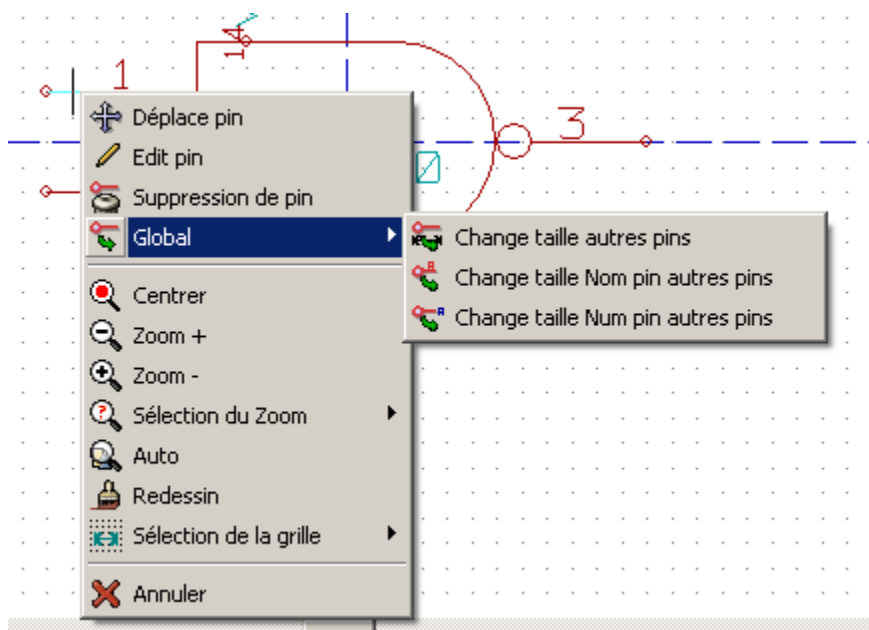 14
1
3
0
Déplace pin
Edit pin
Suppression de pin
Global
Change taille autres pins
Change taille Nom pin autres pins
Change taille Num pin autres pins
Centrer
Zoom +
Zoom -
Sélection du Zoom
Auto
Redessin
Sélection de la grille
Annuler